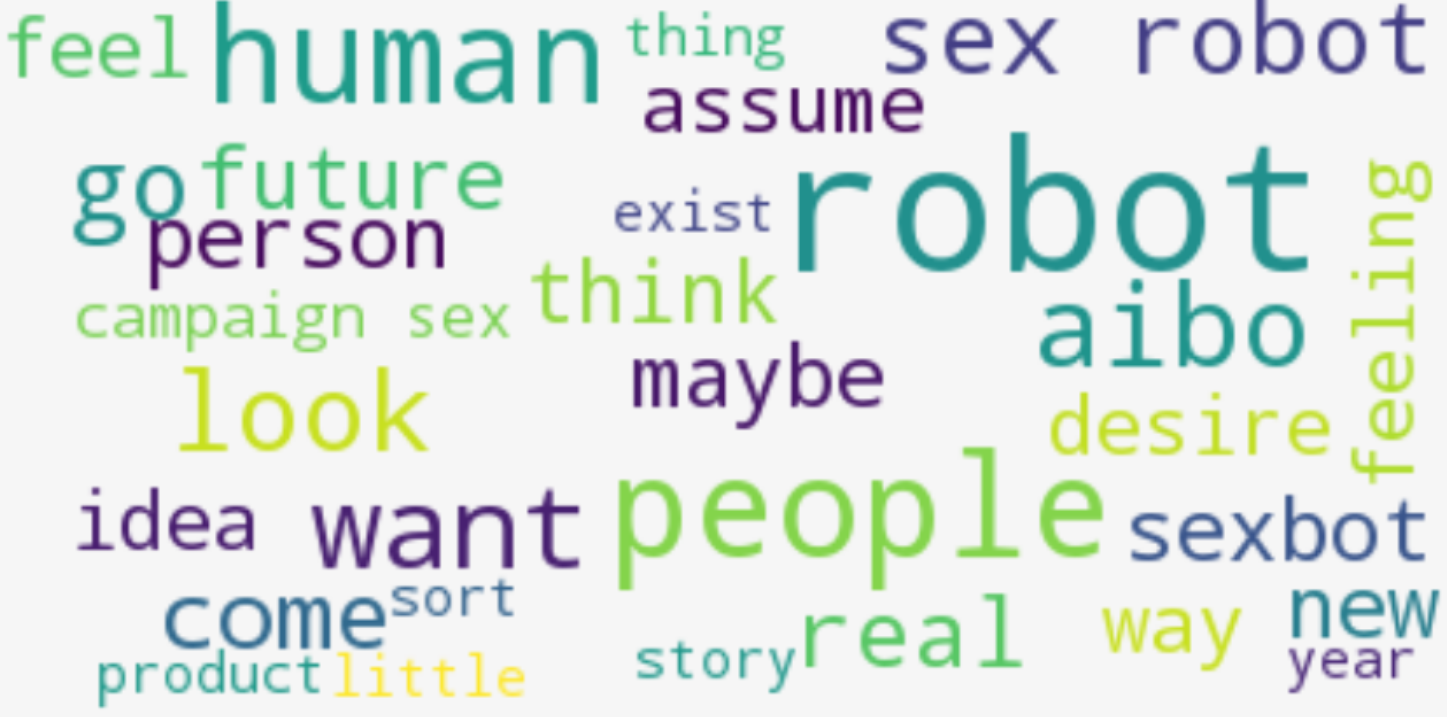 feel human thing sex robot
assume
go future exist robot feeling
person
campaign sex think aibo
look maybe desire
idea want people sexbot
come sort real way new
product little story year